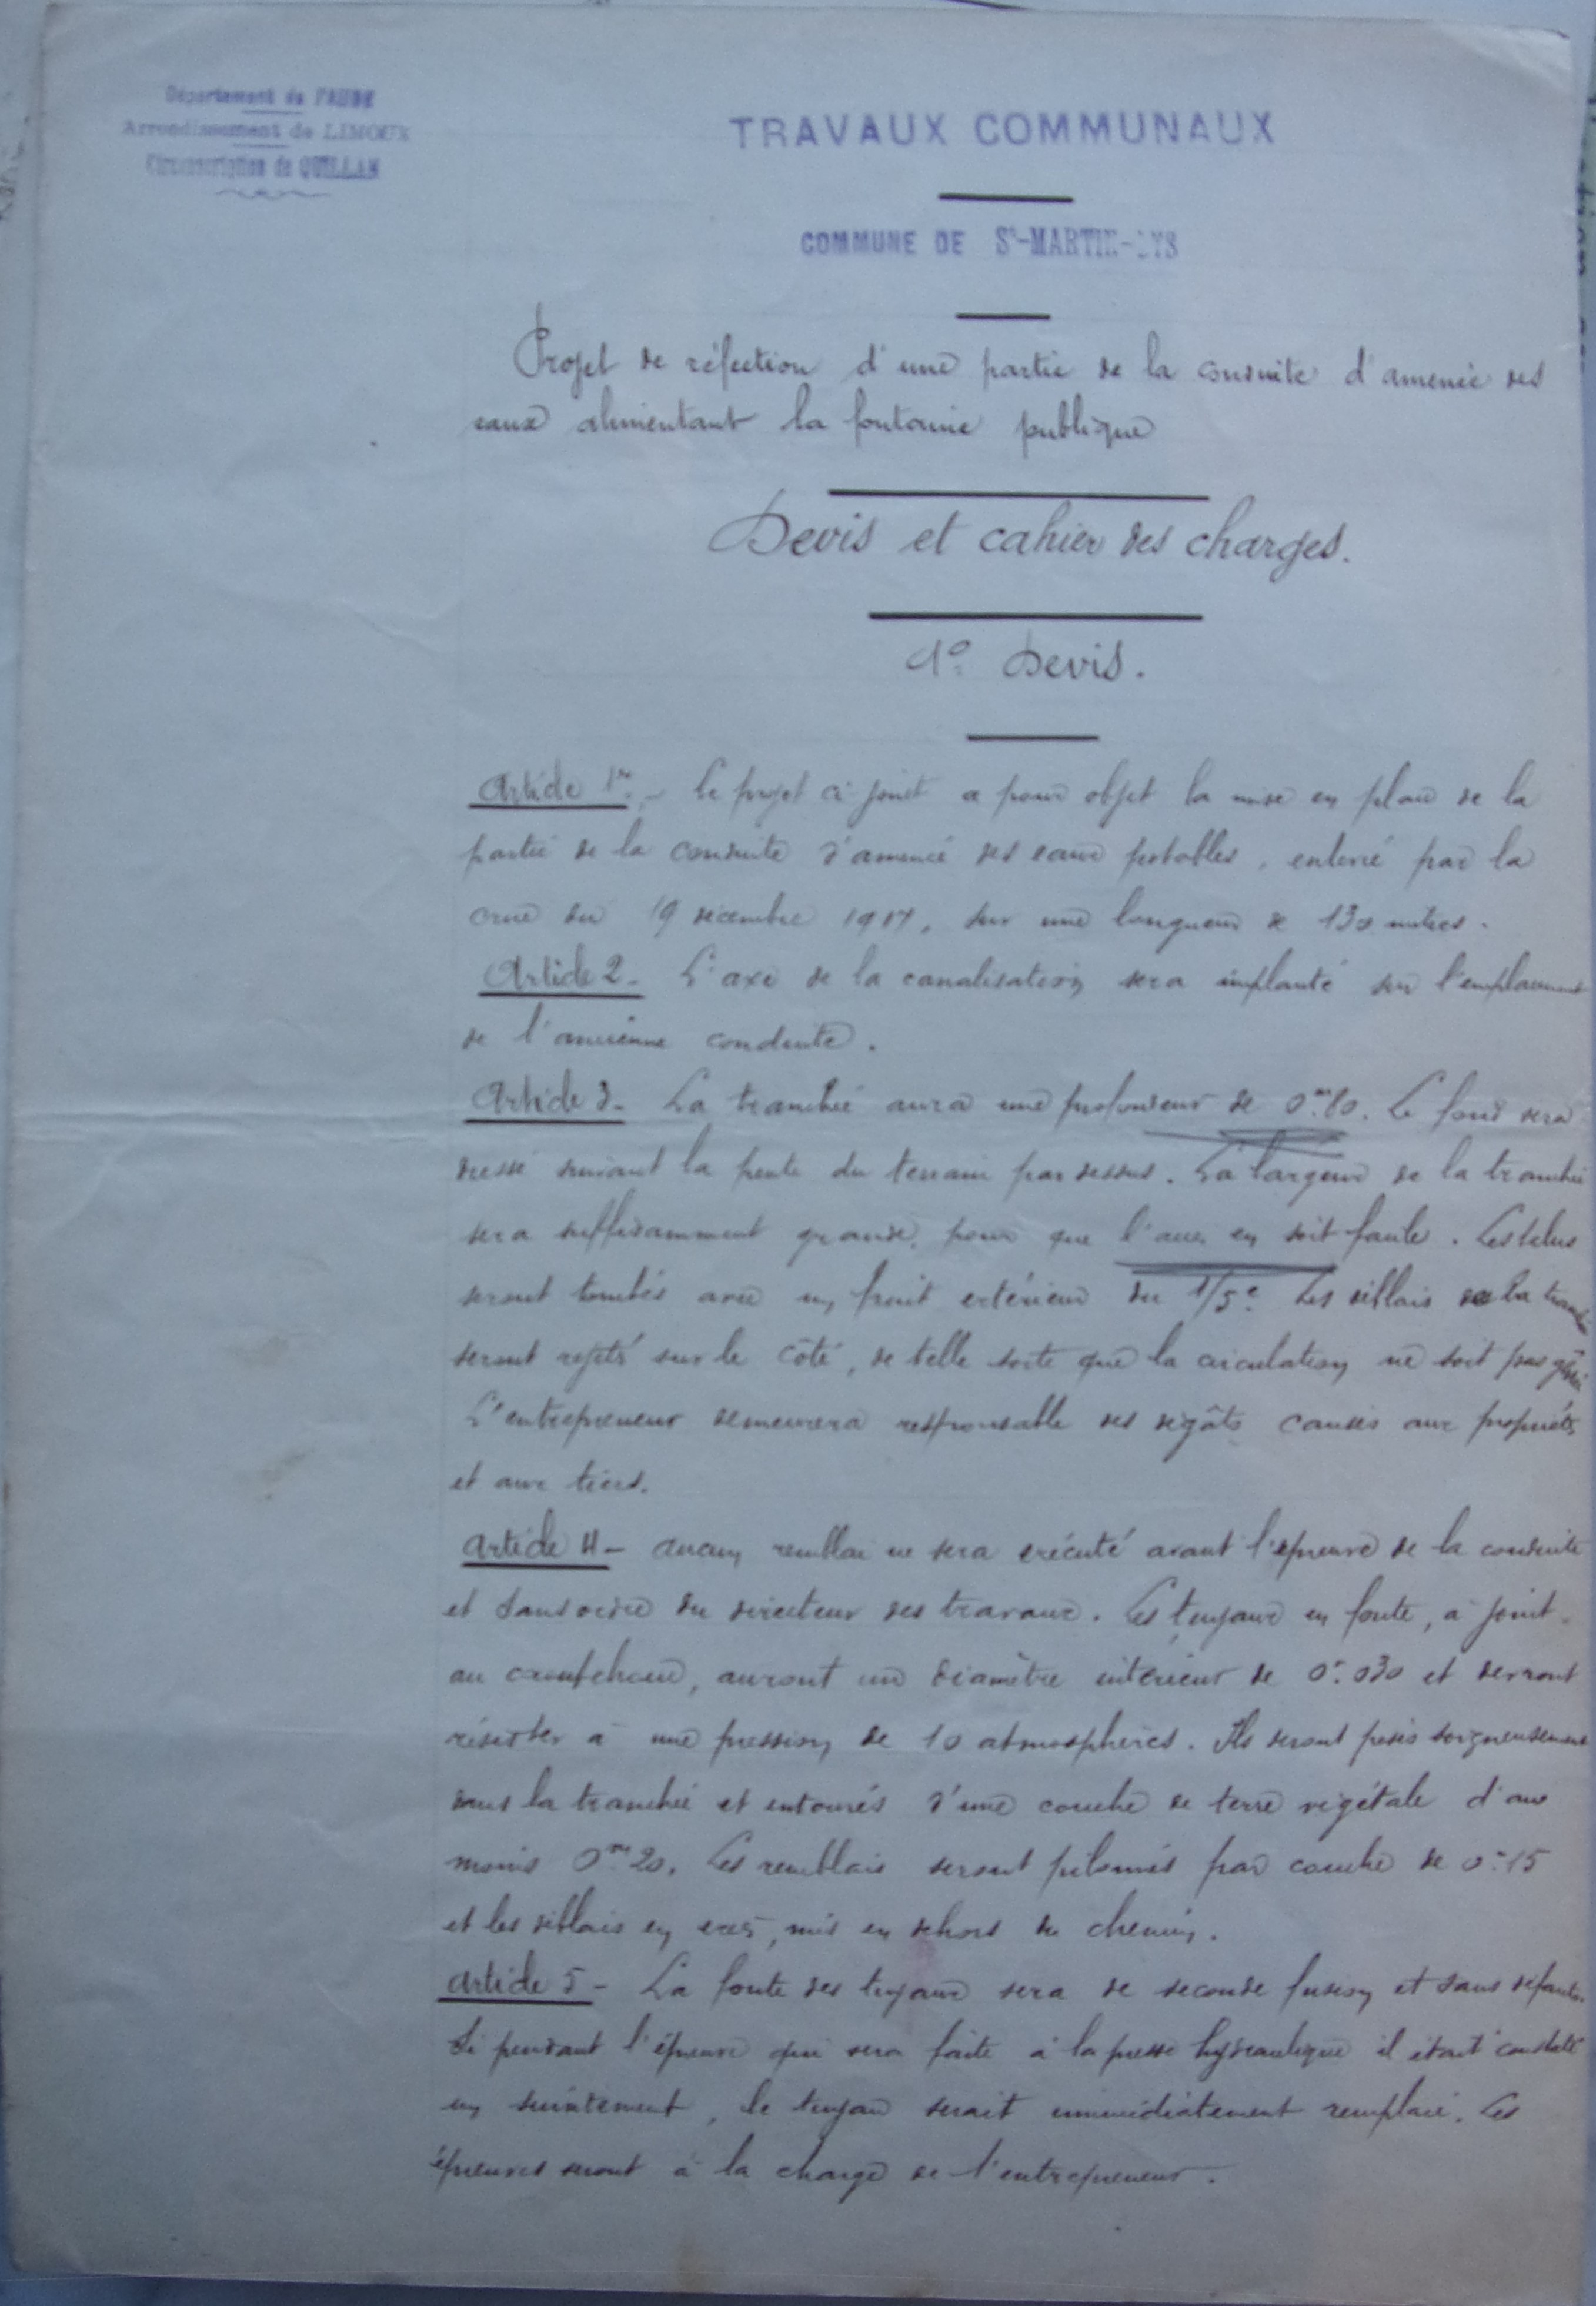 Département de l'AUDE
Arrondissement de LIMOUX
Circonscription de QUILLAN
TRAVAUX COMMUNAUX
COMMUNE DE St-MARTIN-LYS
Projet de réfection d'une partie de la conduite d'amenée des
eaux alimentant la fontaine publique
Devis et cahier des charges.
1° Devis.
Article 1er. - Le projet ci-joint a pour objet la mise en place de la
partie de la conduite d'amenée des eaux potables, enterré par la
crue du 19 décembre, sur une longueur de 130 mètres.
Article 2 - L'axe de la canalisation sera implanté sur l'emplacement
de l'ancienne conduite.
Article 3 - La tranchée aura une profondeur de 0m80. Le fond sera
dressé suivant la pente du terrain par dessus. La largeur de la tranchée
sera suffisamment grande, pour que l'accès en soit facile. Les talus
seront tombés avec un fruit extérieur du 1/5e. Les déblais de la tranchée
seront rejetés sur le côté, de telle sorte que la circulation ne soit pas gênée
L'entrepreneur demeurera responsable des dégâts causés aux propriétés
et aux tiers.
Article 4 - Aucun remblai ne sera exécuté avant l'épreuve de la conduite
et sans ordre du directeur des travaux. Les tuyaux en fonte, à joint
au caoutchouc, auront un diamètre intérieur de 0m.030 et devront
résister à une pression de 10 atmosphères. Ils seront posés soigneusement
dans la tranchée et entourés d'une couche de terre végétale d'au
moins 0m20. Les remblais seront pilonnés par couche de 0m15
et les déblais en excès, mis en dehors du chemin.
Article 5 - La fonte des tuyaux sera de seconde fusion et sans défauts.
Si pendant l'épreuve qui sera faite à la presse hydraulique il était constaté
un suintement, le tuyau serait immédiatement remplacé. Les
épreuves seront à la charge de l'entrepreneur.